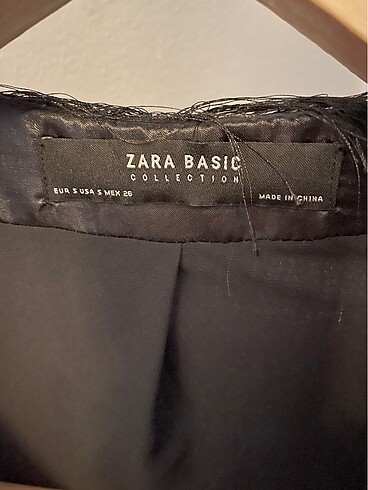 ZARA BASIC
COLLECTION
EUR S USA S MEX 26
MADE IN CHINA